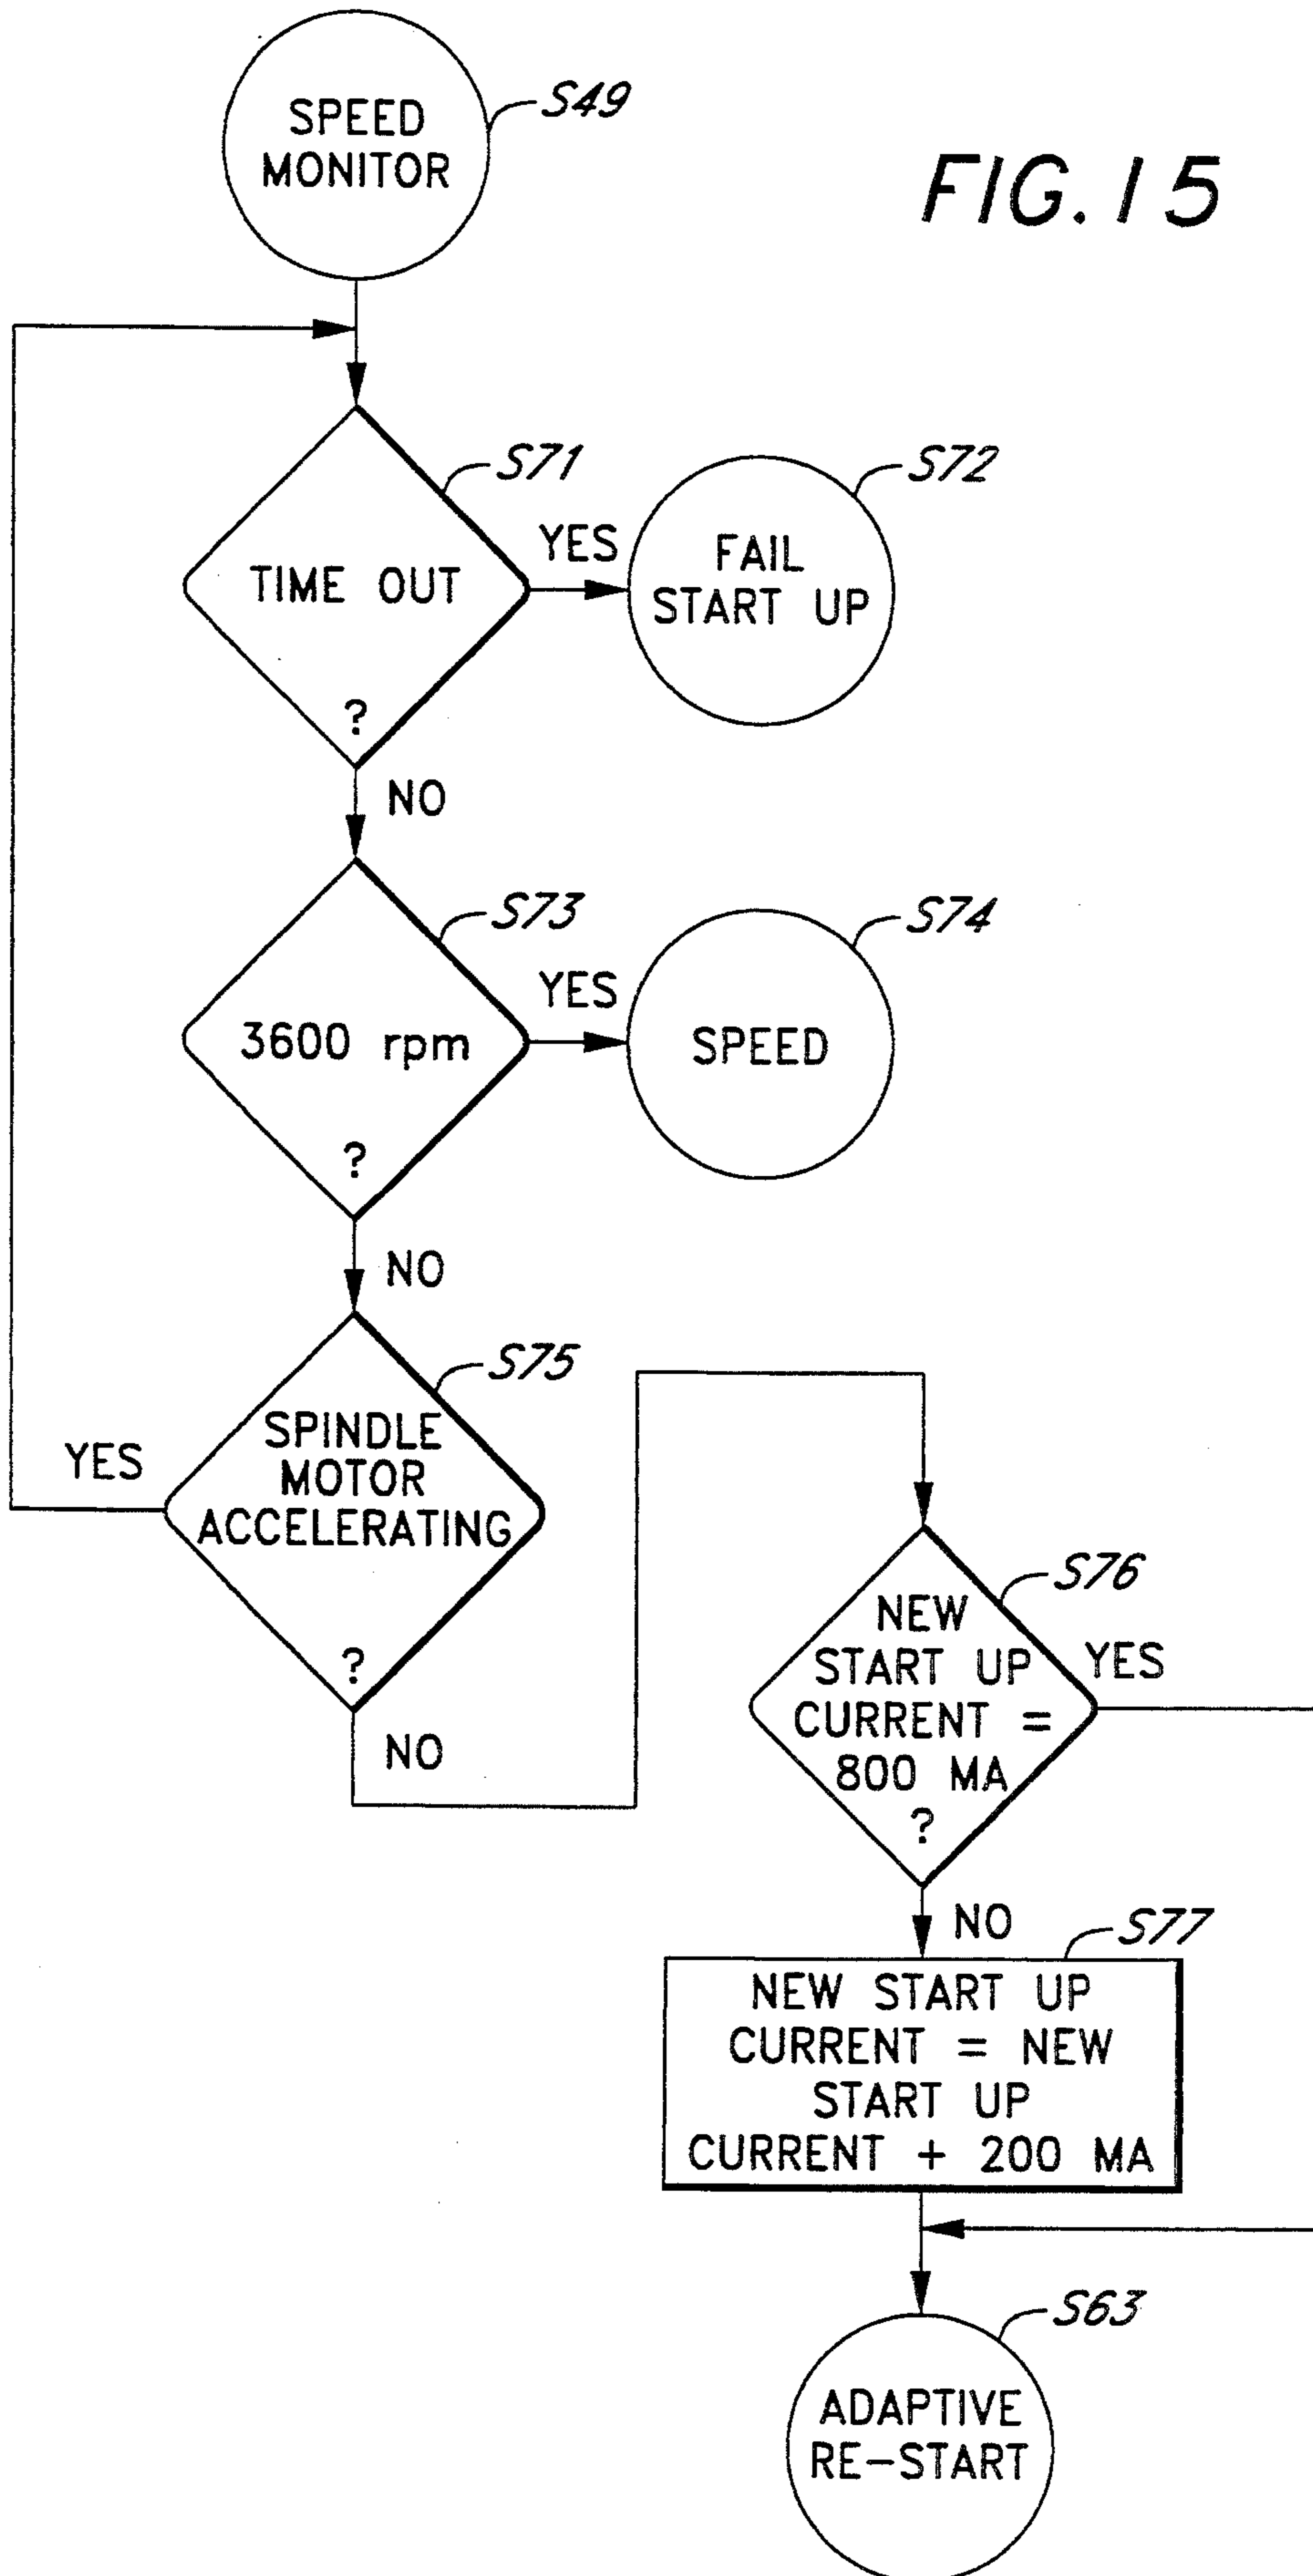 SPEED
MONITOR
S49
FIG. 15
TIME OUT
?
S71
YES
FAIL
START UP
S72
NO
3600 rpm
?
S73
YES
SPEED
S74
NO
SPINDLE
MOTOR
ACCELERATING
?
S75
YES
NO
NEW
START UP
CURRENT =
800 MA
?
S76
YES
NO
S77
NEW START UP
CURRENT = NEW
START UP
CURRENT + 200 MA
S63
ADAPTIVE
RE-START